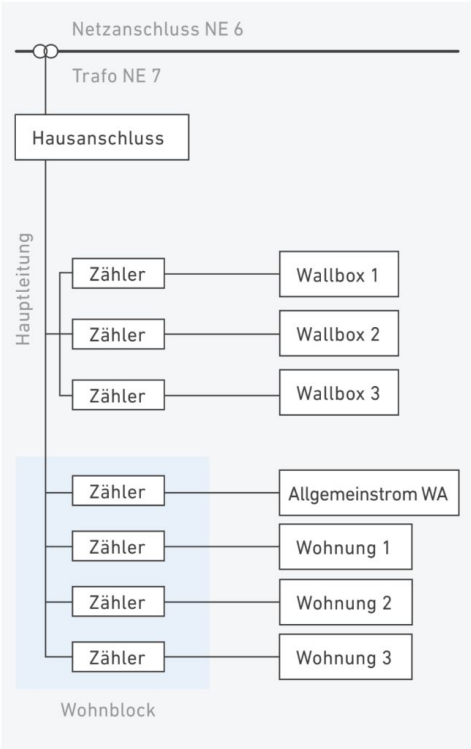 Netzanschluss NE 6
Trafo NE 7
Hausanschluss
Hauptleitung
Zähler
Wallbox 1
Zähler
Wallbox 2
Zähler
Wallbox 3
Zähler
Allgemeinstrom WA
Zähler
Wohnung 1
Zähler
Wohnung 2
Zähler
Wohnung 3
Wohnblock